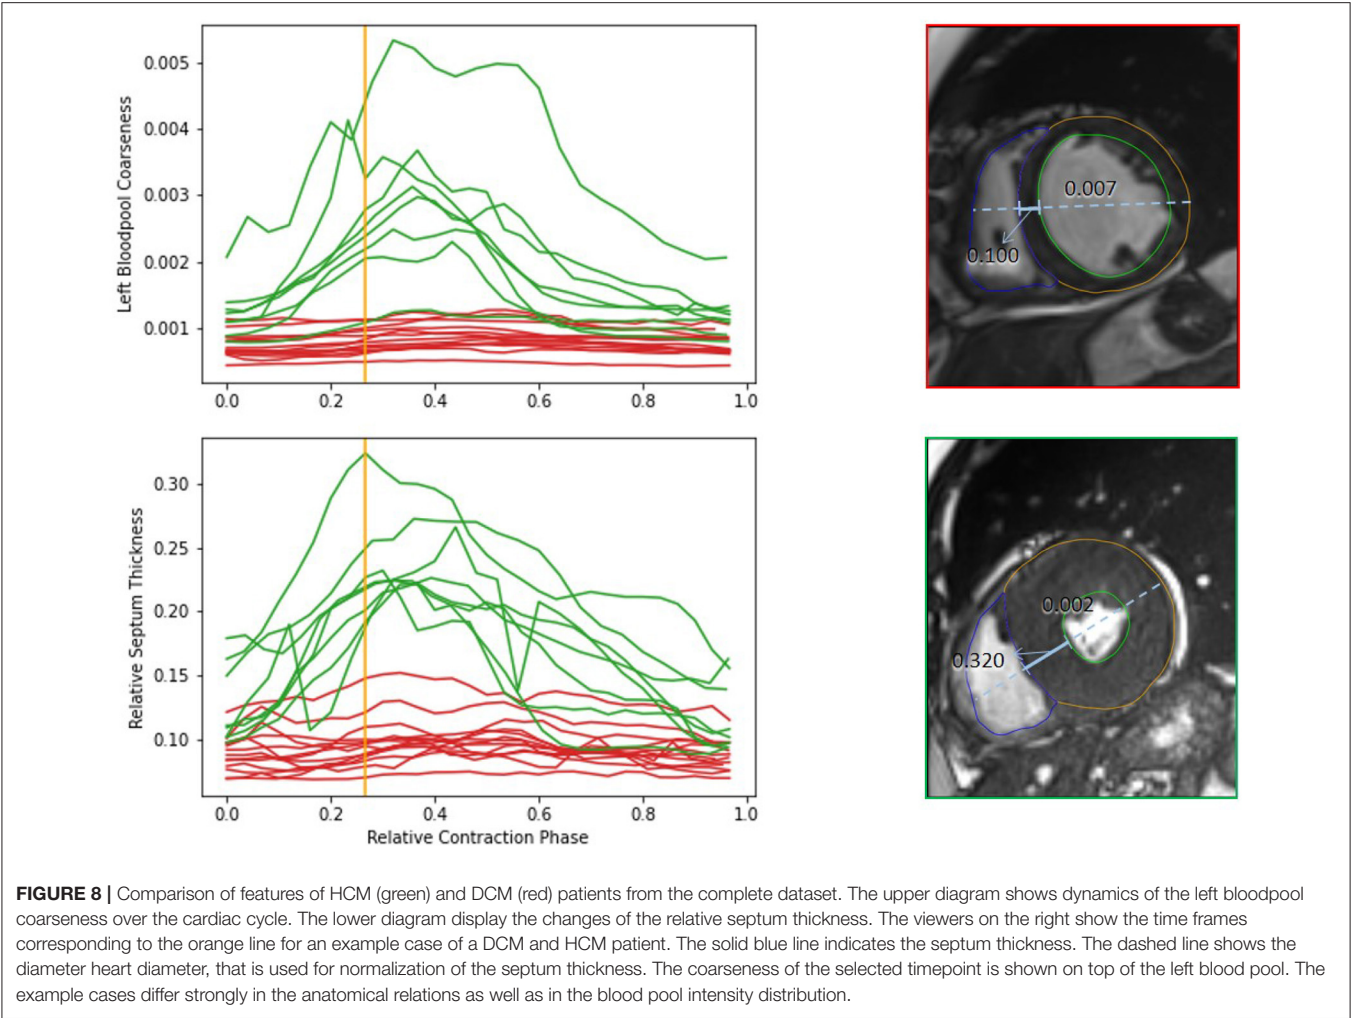 0.005
0.004
0.003
0.002
0.001
Left Bloodpool Coarseness
0.0 0.2 0.4 0.6 0.8 1.0
0.007
0.100
0.30
0.25
0.20
0.15
0.10
Relative Septum Thickness
0.0 0.2 0.4 0.6 0.8 1.0
Relative Contraction Phase
0.002
0.320
FIGURE 8 | Comparison of features of HCM (green) and DCM (red) patients from the complete dataset. The upper diagram shows dynamics of the left bloodpool
coarseness over the cardiac cycle. The lower diagram display the changes of the relative septum thickness. The viewers on the right show the time frames
corresponding to the orange line for an example case of a DCM and HCM patient. The solid blue line indicates the septum thickness. The dashed line shows the
diameter heart diameter, that is used for normalization of the septum thickness. The coarseness of the selected timepoint is shown on top of the left blood pool. The
example cases differ strongly in the anatomical relations as well as in the blood pool intensity distribution.